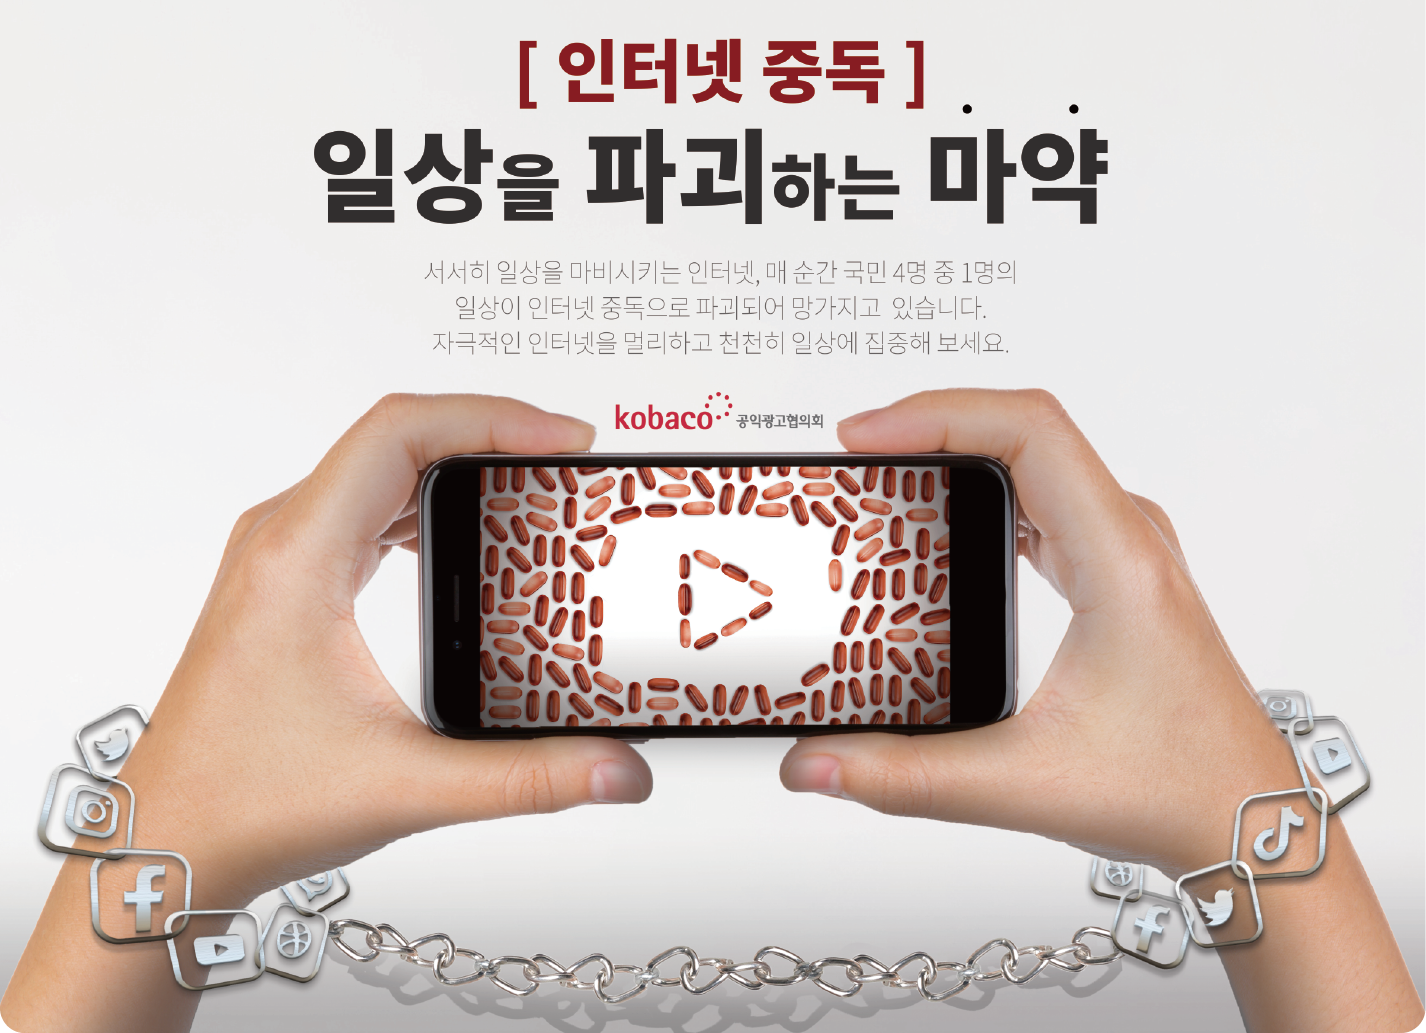 [ 인터넷 중독 ]
일상을 파괴하는 마약
서서히 일상을 마비시키는 인터넷, 매 순간 국민 4명 중 1명의
일상이 인터넷 중독으로 파괴되어 망가지고 있습니다.
자극적인 인터넷을 멀리하고 천천히 일상에 집중해 보세요.
kobaco 공익광고협의회